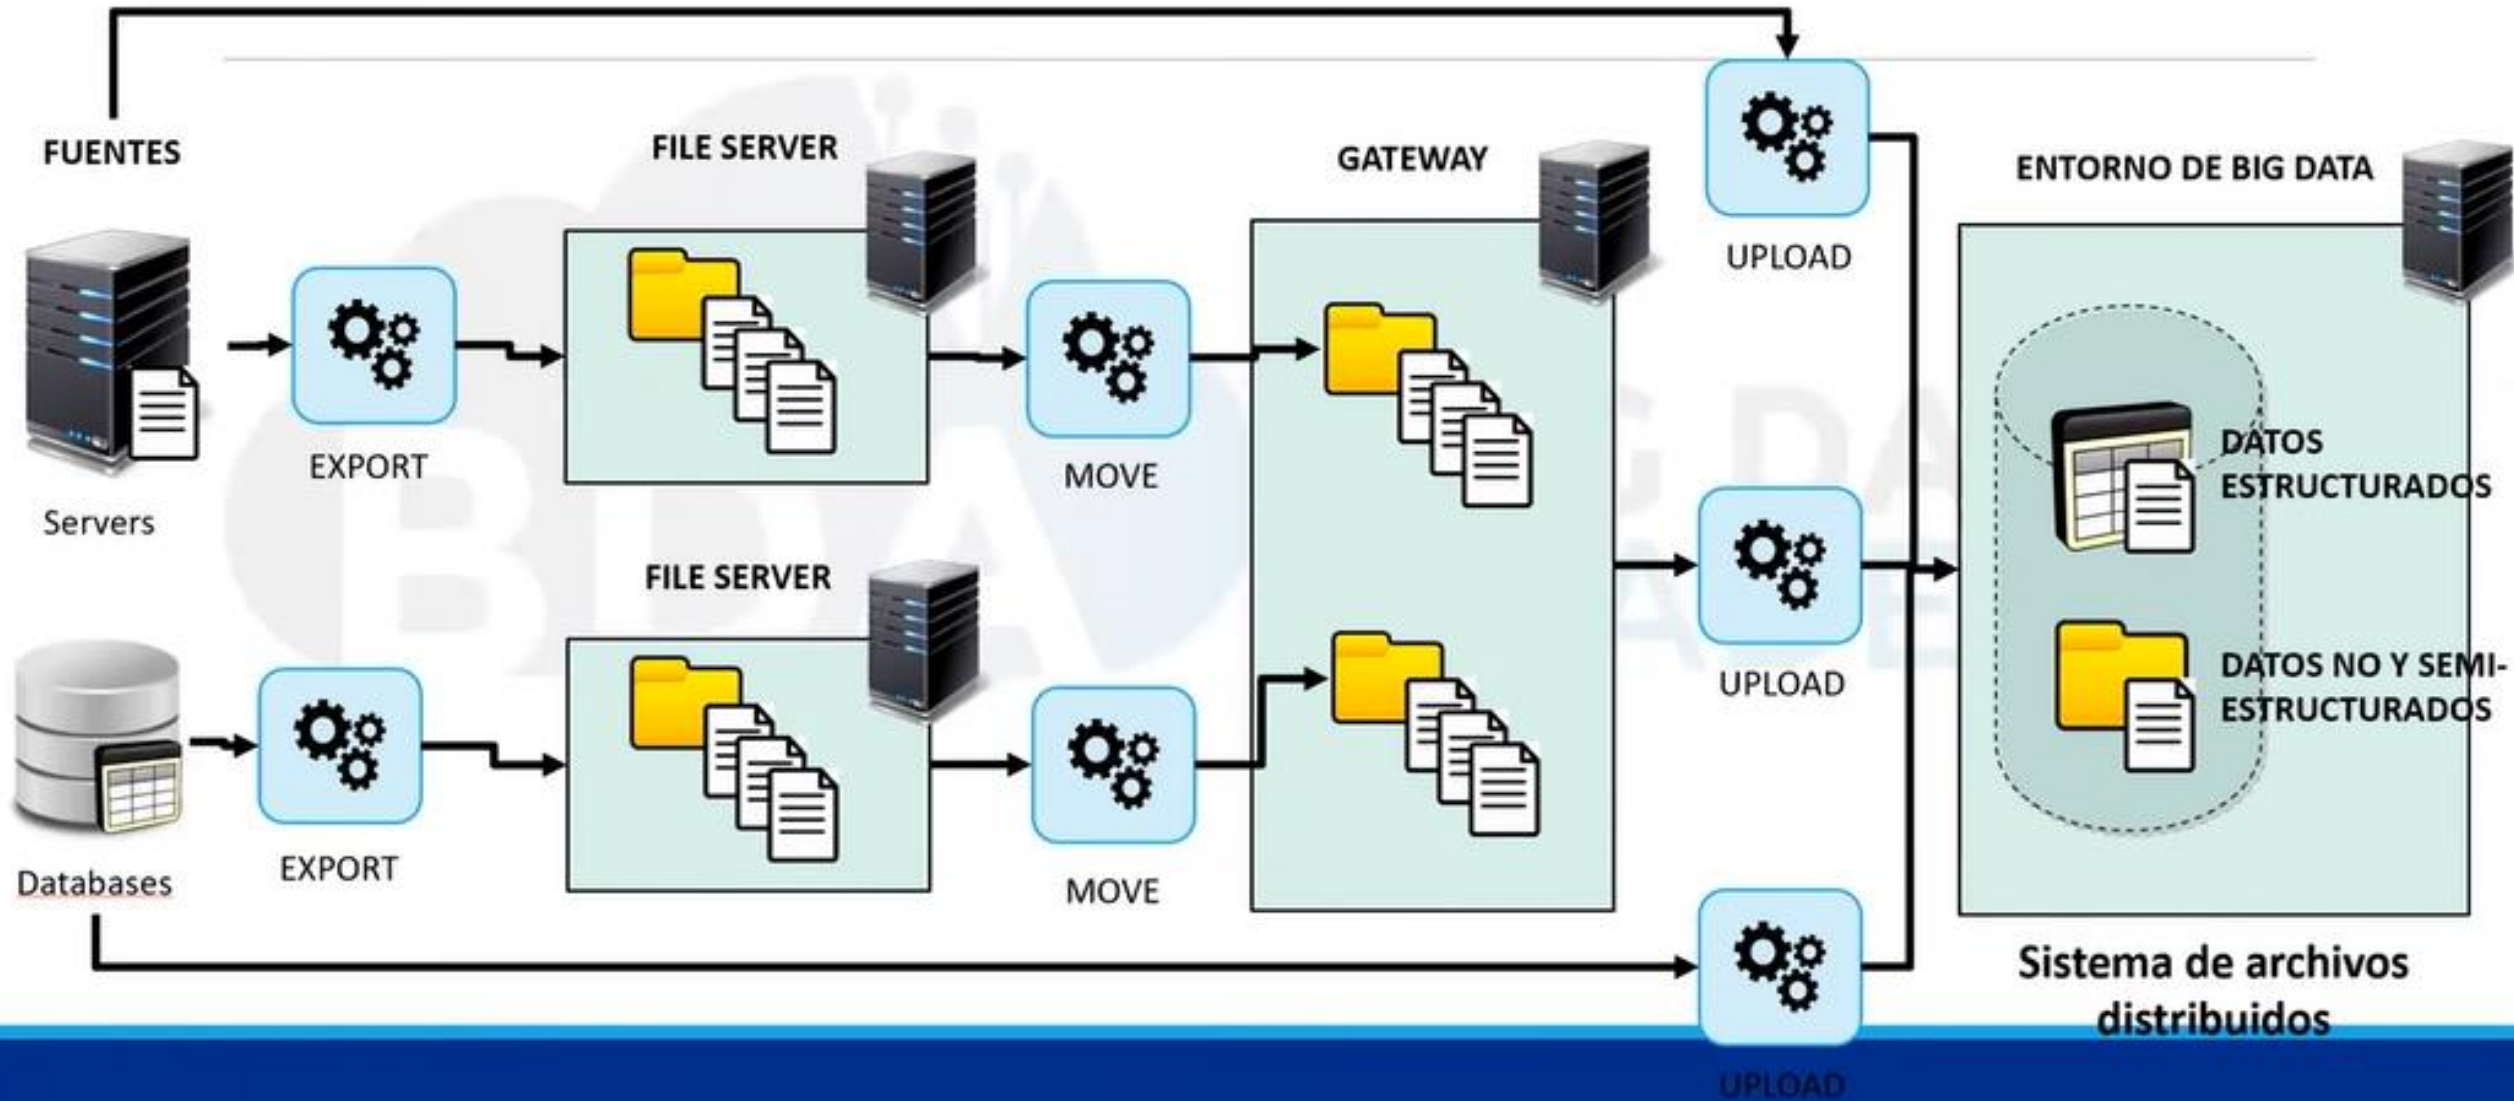 FUENTES
FILE SERVER
GATEWAY
UPLOAD
ENTORNO DE BIG DATA
EXPORT
MOVE
Servers
DATOS
ESTRUCTURADOS
FILE SERVER
UPLOAD
DATOS NO Y SEMI-
ESTRUCTURADOS
Databases
EXPORT
MOVE
Sistema de archivos
distribuidos
UPLOAD
BDA